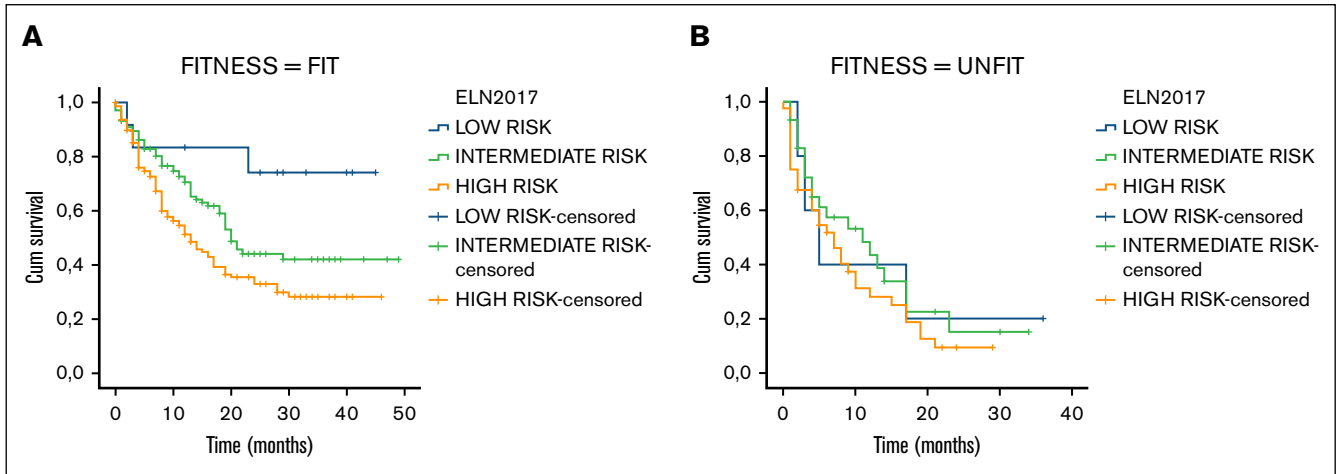 A
FITNESS = FIT
Cum survival
1,0
0,8
0,6
0,4
0,2
0,0
0 10 20 30 40 50
Time (months)
ELN2017
LOW RISK
INTERMEDIATE RISK
HIGH RISK
LOW RISK-censored
INTERMEDIATE RISK-
censored
HIGH RISK-censored
B
FITNESS = UNFIT
Cum survival
1,0
0,8
0,6
0,4
0,2
0,0
0 10 20 30 40
Time (months)
ELN2017
LOW RISK
INTERMEDIATE RISK
HIGH RISK
LOW RISK-censored
INTERMEDIATE RISK-
censored
HIGH RISK-censored